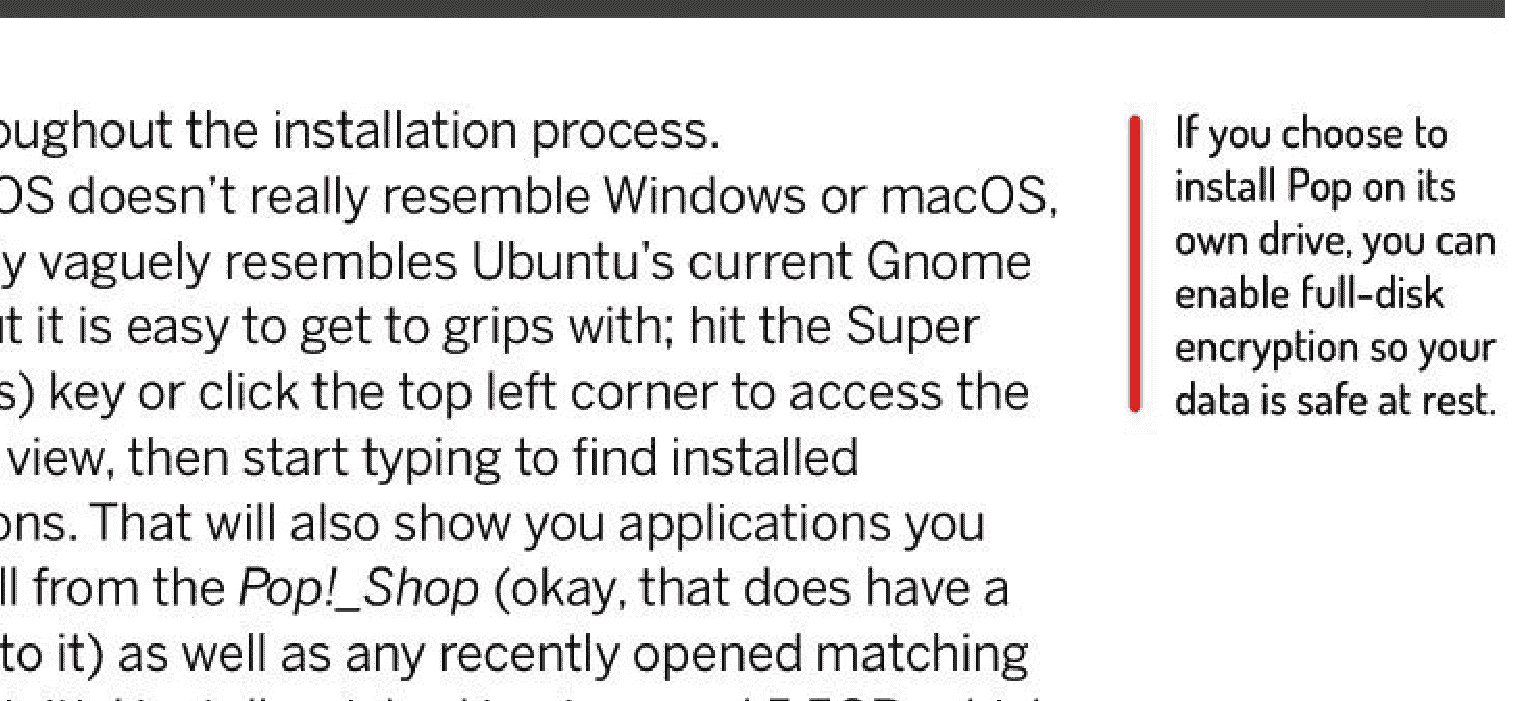 oughout the installation process.
OS doesn't really resemble Windows or macOS,
y vaguely resembles Ubuntu's current Gnome
it is easy to get to grips with; hit the Super
s) key or click the top left corner to access the
view, then start typing to find installed
ons. That will also show you applications you
ll from the Pop!_Shop (okay, that does have a
to it) as well as any recently opened matching
If you choose to
install Pop on its
own drive, you can
enable full-disk
encryption so your
data is safe at rest.